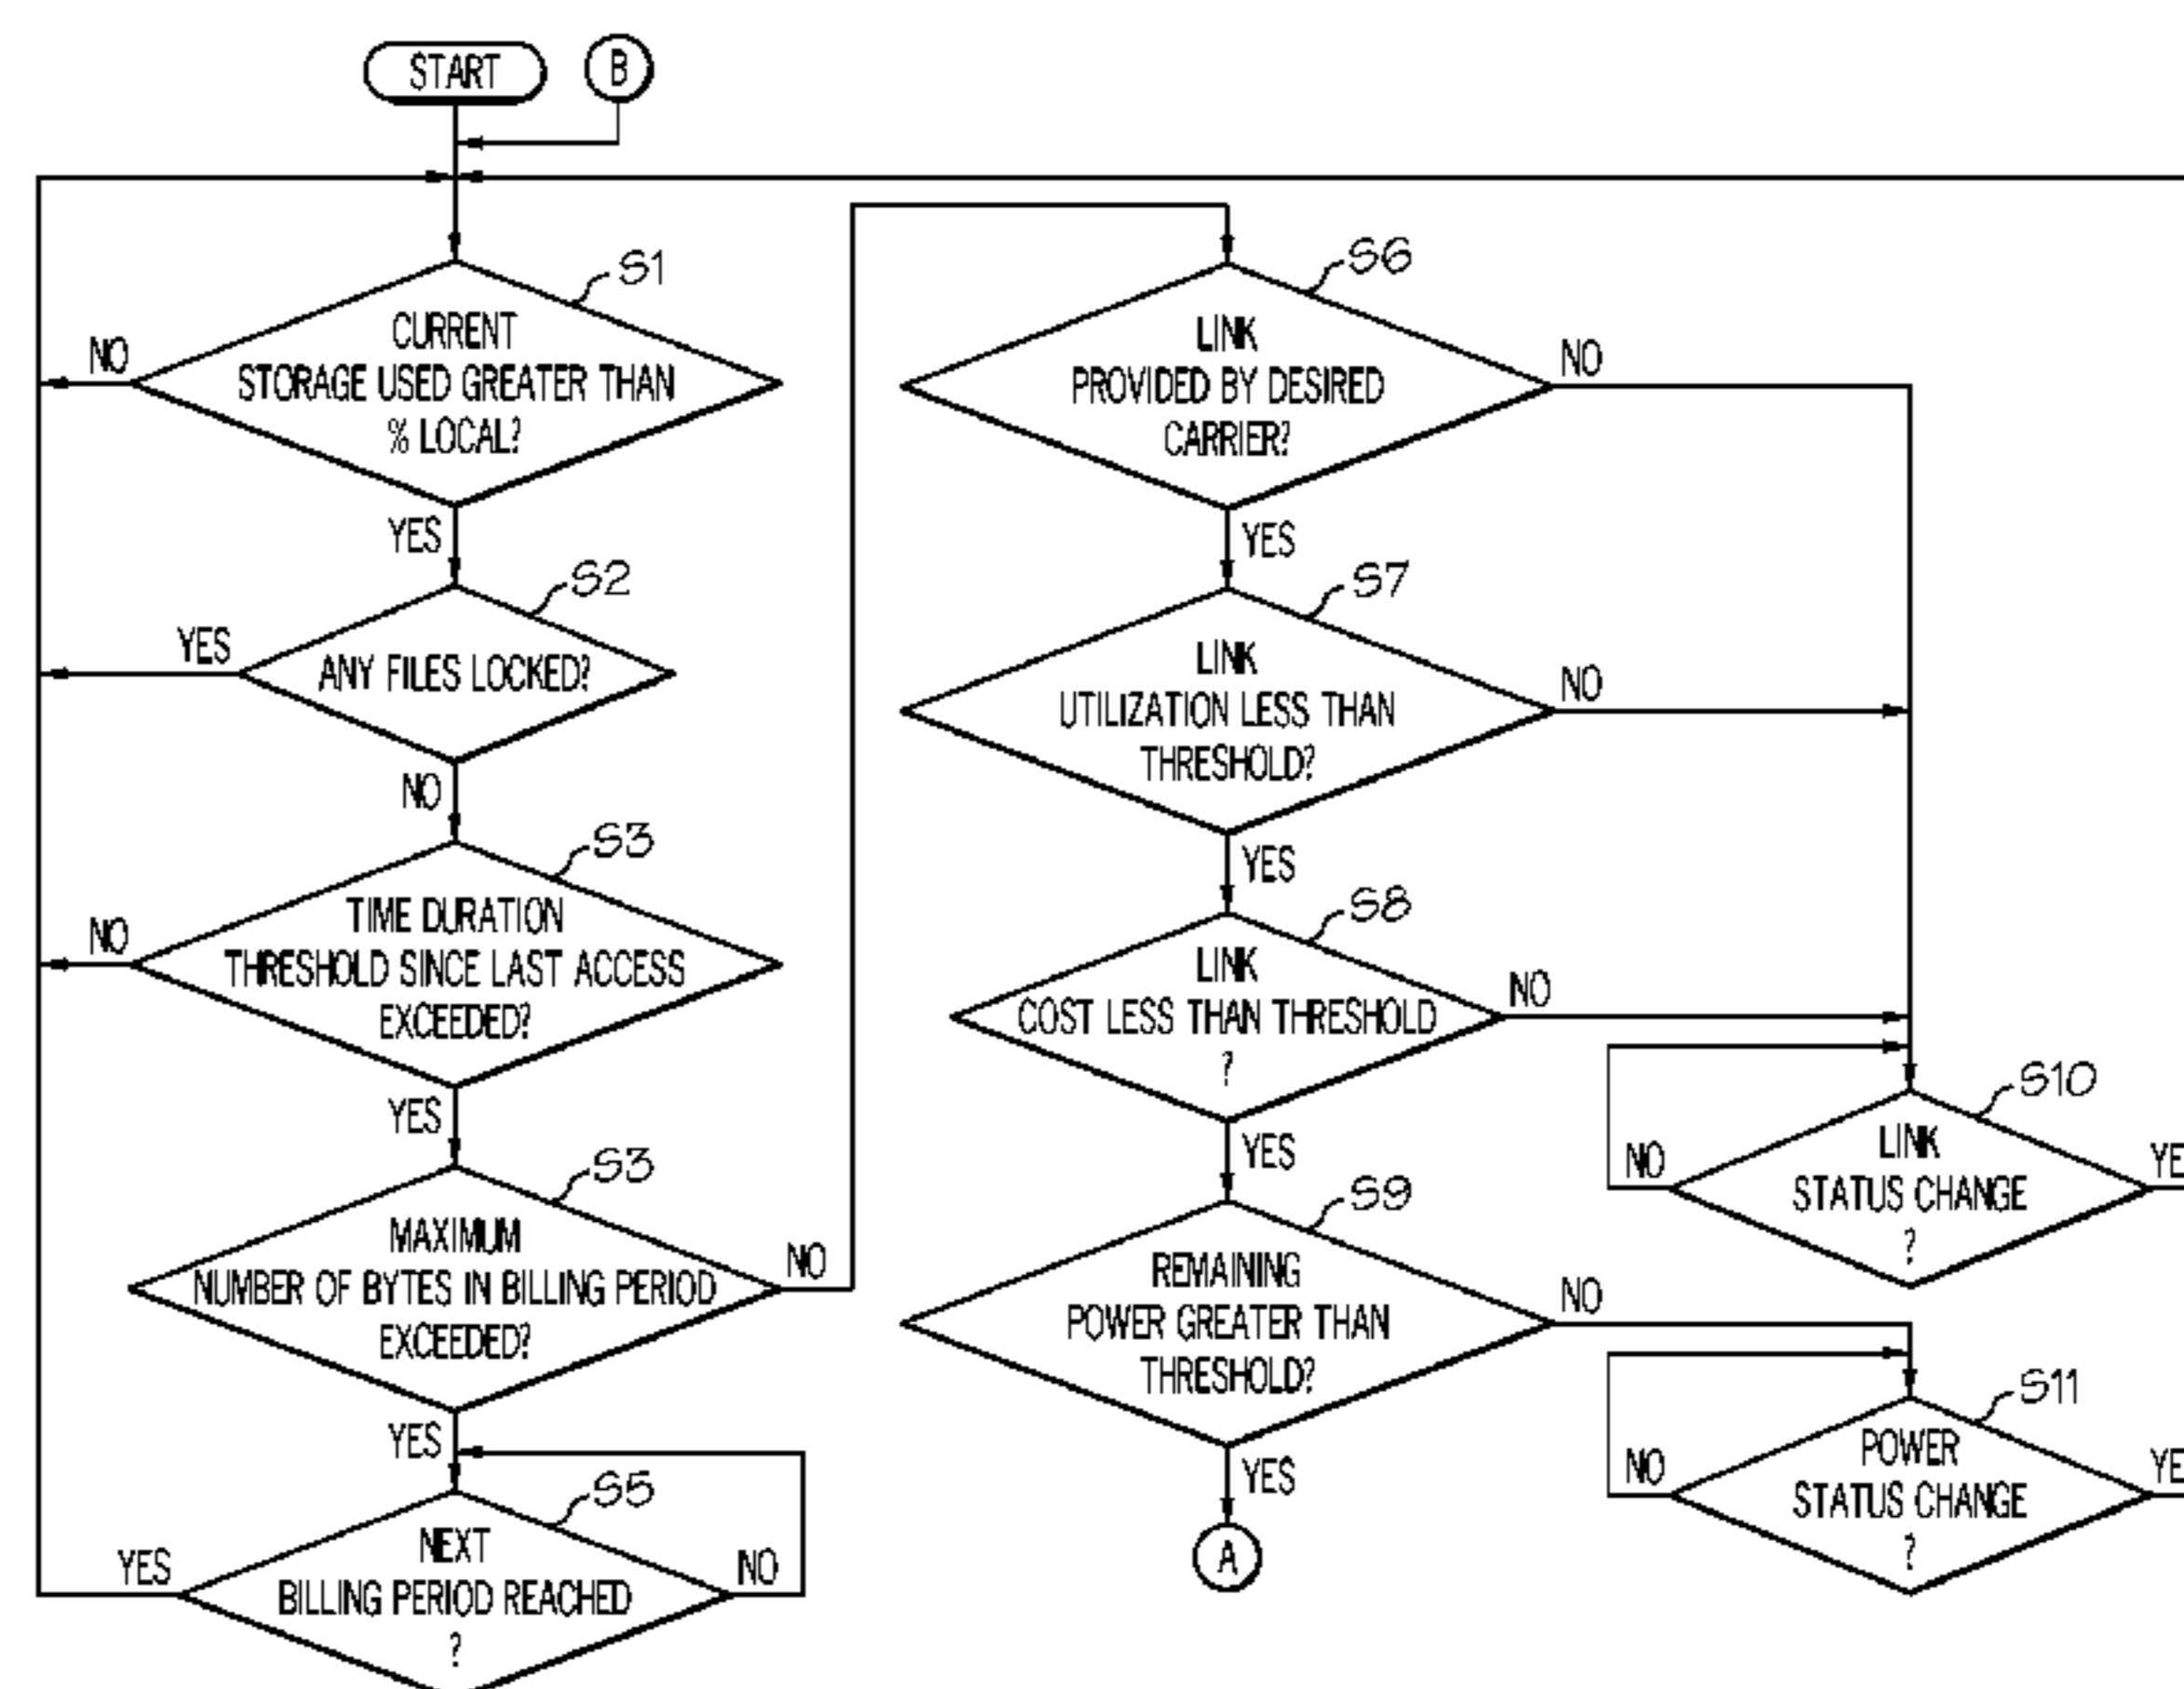 START
B
S1
CURRENT
STORAGE USED GREATER THAN
% LOCAL?
NO
YES
S2
ANY FILES LOCKED?
YES
NO
S3
TIME DURATION
THRESHOLD SINCE LAST ACCESS
EXCEEDED?
NO
YES
S3
MAXIMUM
NUMBER OF BYTES IN BILLING PERIOD
EXCEEDED?
NO
YES
S5
NEXT
BILLING PERIOD REACHED
?
YES
NO
S6
LINK
PROVIDED BY DESIRED
CARRIER?
NO
YES
S7
LINK
UTILIZATION LESS THAN
THRESHOLD?
NO
YES
S8
LINK
COST LESS THAN THRESHOLD
?
NO
YES
S9
REMAINING
POWER GREATER THAN
THRESHOLD?
NO
YES
A
S10
LINK
STATUS CHANGE
?
NO
YE
S11
POWER
STATUS CHANGE
?
NO
YE